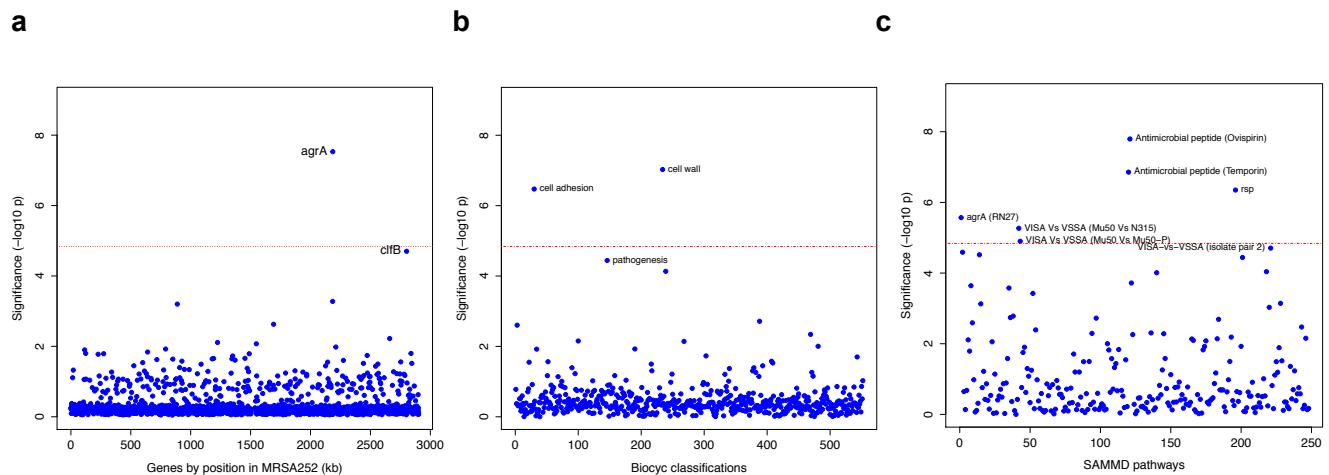 a
b
c
Significance (−log10 p)
8
6
4
2
0
agrA
clfB
0
500
1000
1500
2000
2500
3000
Genes by position in MRSA252 (kb)
Significance (−log10 p)
8
6
4
2
0
cell wall
cell adhesion
pathogenesis
0
100
200
300
400
500
Biocyc classifications
Significance (−log10 p)
8
6
4
2
0
Antimicrobial peptide (Ovispirin)
Antimicrobial peptide (Temporin)
rsp
agrA (RN27)
VISA Vs VSSA (Mu50 Vs N315)
VISA Vs VSSA (Mu50 Vs Mu50−P)
VISA−vs−VSSA (isolate pair 2)
0
50
100
150
200
250
SAMMD pathways